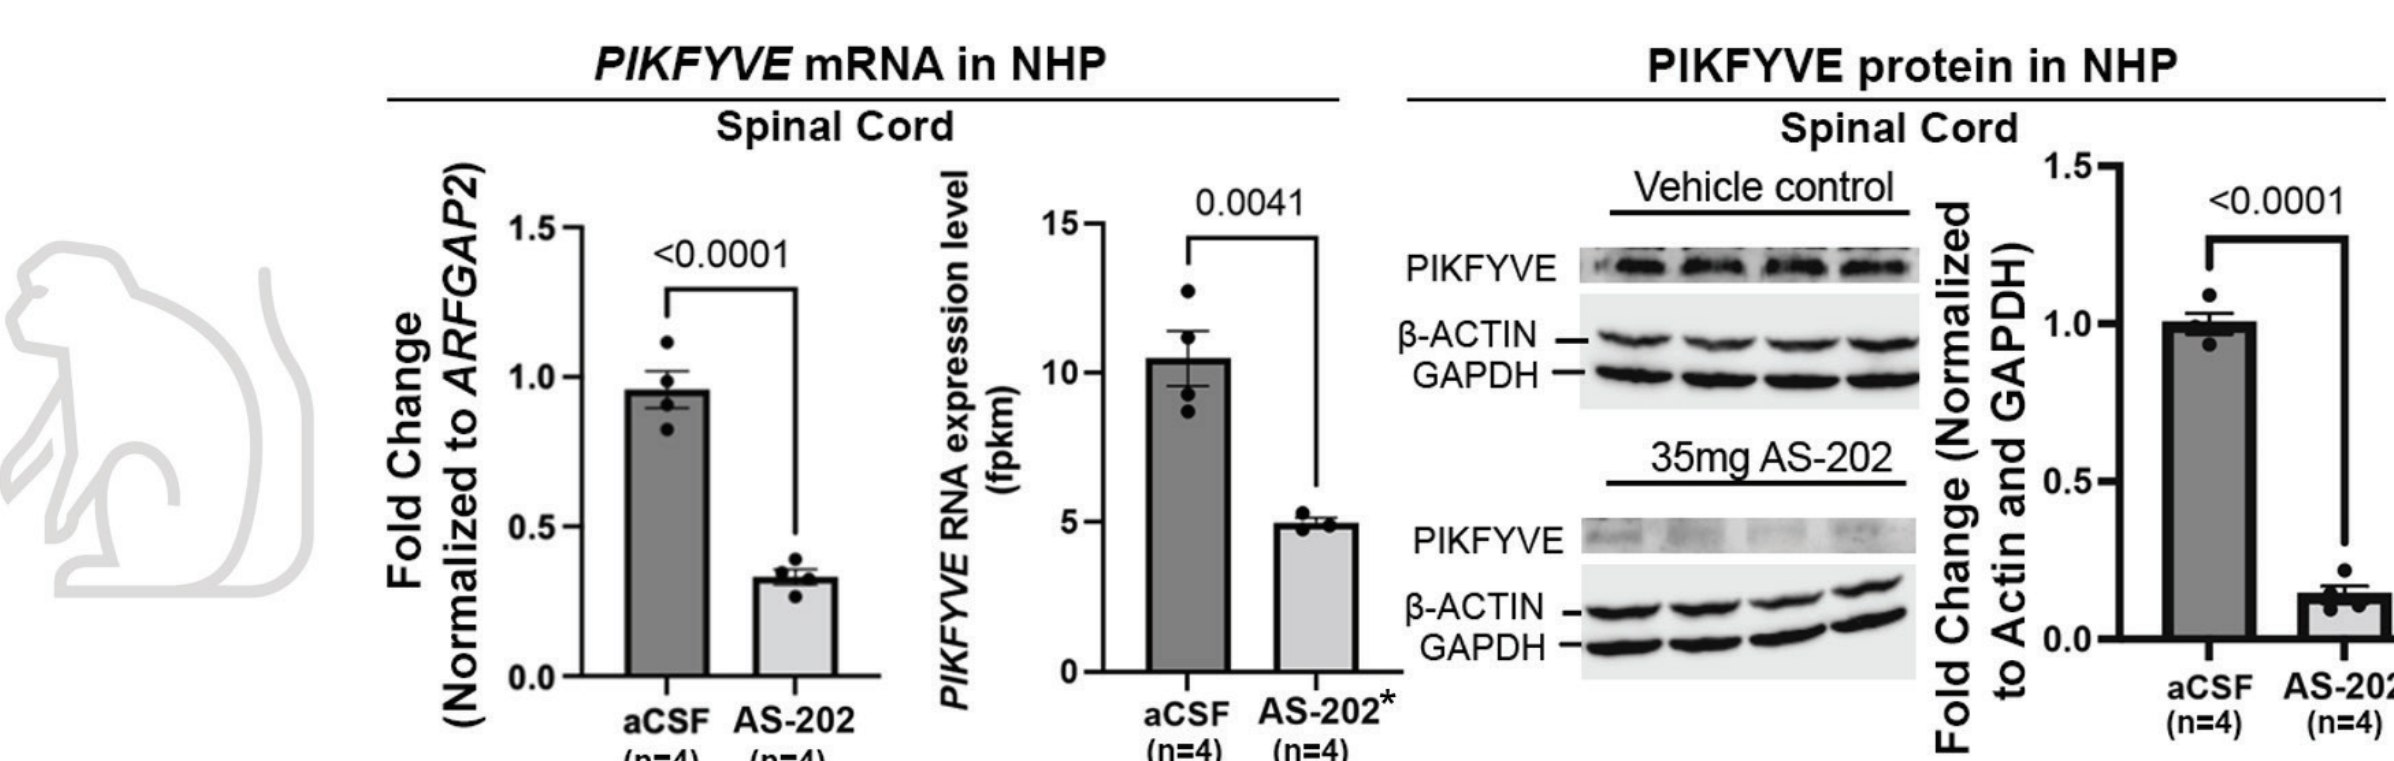 PIKFYVE mRNA in NHP
Spinal Cord
Fold Change
(Normalized to ARFGAP2)
1.5
1.0
0.5
0.0
<0.0001
aCSF
(n=4)
AS-202
(n=4)
PIKFYVE RNA expression level
(fpkm)
15
10
5
0
0.0041
aCSF
(n=4)
AS-202*
(n=4)
PIKFYVE protein in NHP
Spinal Cord
Vehicle control
PIKFYVE
β-ACTIN
GAPDH
35mg AS-202
PIKFYVE
β-ACTIN
GAPDH
Fold Change (Normalized
to Actin and GAPDH)
1.5
1.0
0.5
0.0
<0.0001
aCSF
(n=4)
AS-202
(n=4)